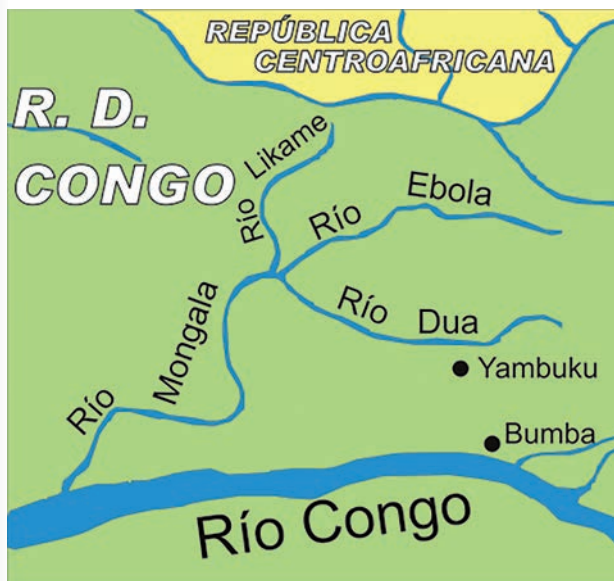 REPÚBLICA
CENTROAFRICANA
R. D.
CONGO
Río Likame
Río Ebola
Río Dua
Río Mongala
Yambuku
Bumba
Río Congo